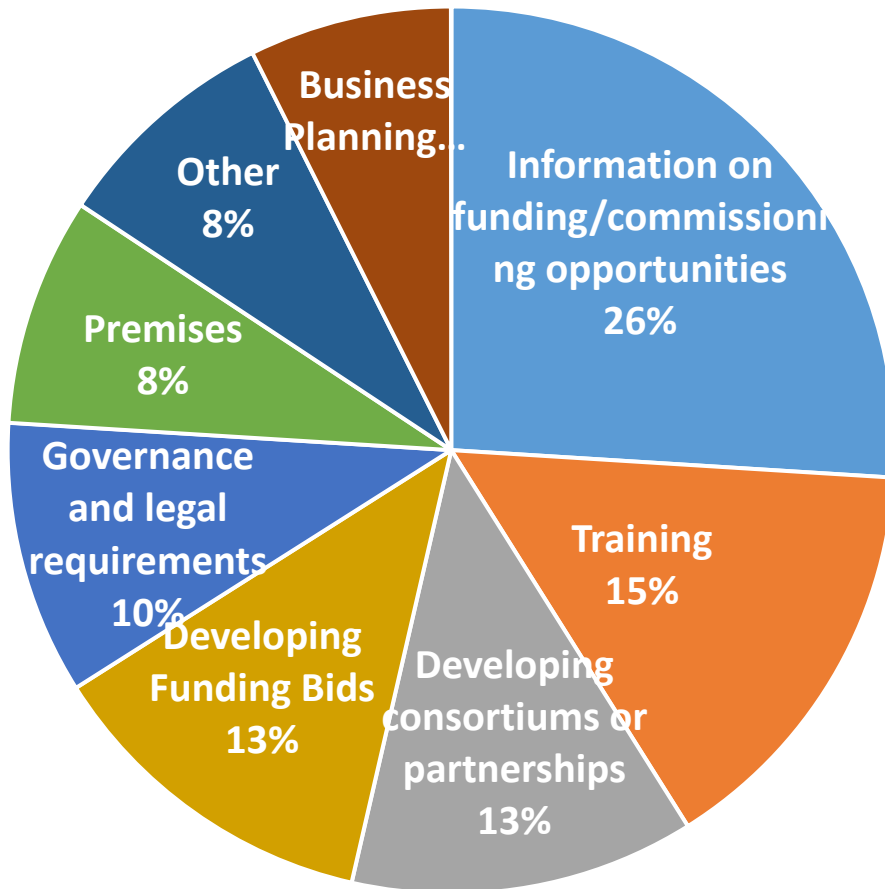 Business
Planning...
Information on
funding/commissioni
ng opportunities
26%
Training
15%
Developing
consortiums or
partnerships
13%
Developing
Funding Bids
13%
Governance
and legal
requirements
10%
Premises
8%
Other
8%